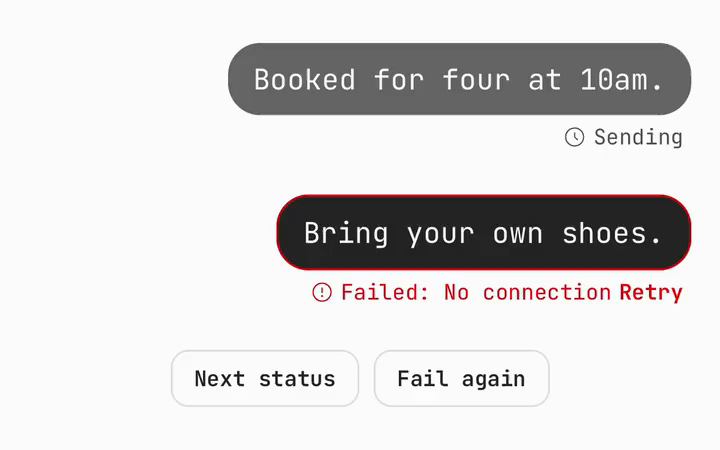 Booked for four at 10am.
Sending
Bring your own shoes.
Failed: No connection Retry
Next status Fail again